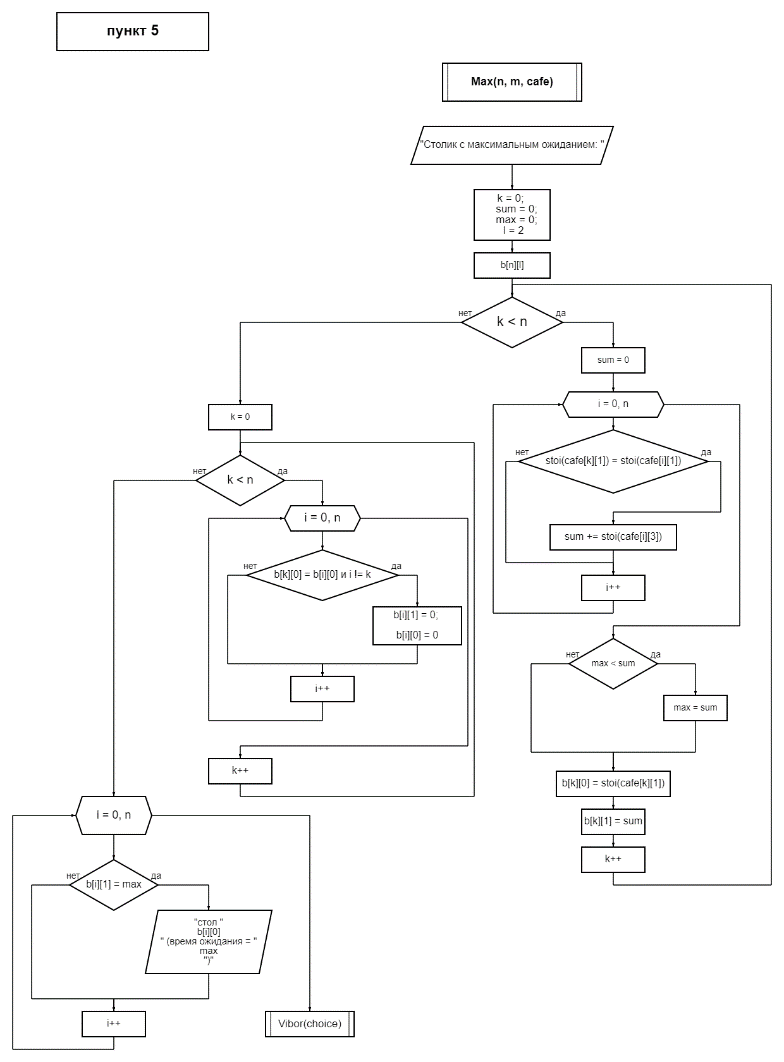 пункт 5
Max(n, m, cafe)
"Столик с максимальным ожиданием: "
k = 0;
sum = 0;
max = 0;
l = 2
b[n][l]
нет
k < n
да
sum = 0
i = 0, n
нет
stoi(cafe[k][1]) = stoi(cafe[i][1])
да
sum += stoi(cafe[i][3])
i++
нет
max < sum
да
max = sum
b[k][0] = stoi(cafe[k][1])
b[k][1] = sum
k++
k = 0
нет
k < n
да
i = 0, n
нет
b[k][0] = b[i][0] и i != k
да
b[i][1] = 0;
b[i][0] = 0
i++
k++
i = 0, n
нет
b[i][1] = max
да
"стол "
b[i][0]
" (время ожидания = "
max
")"
i++
Vibor(choice)